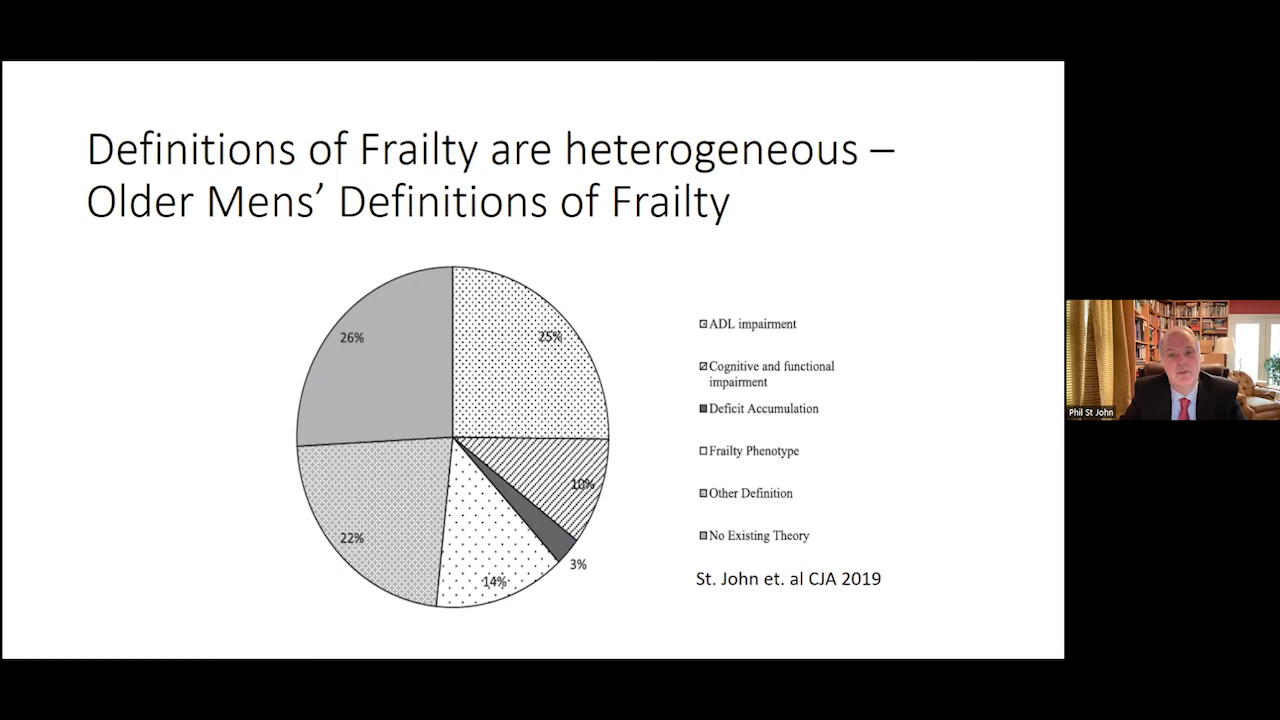 Definitions of Frailty are heterogeneous –
Older Mens’ Definitions of Frailty
26%
25%
10%
3%
14%
22%
ADL impairment
Cognitive and functional
impairment
Deficit Accumulation
Frailty Phenotype
Other Definition
No Existing Theory
St. John et. al CJA 2019
Phil St John